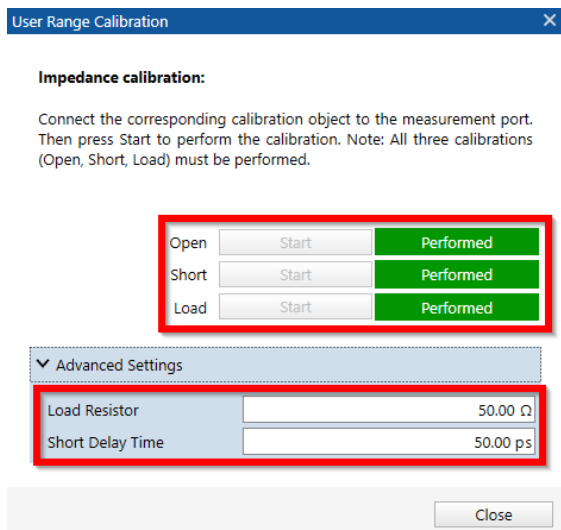 User Range Calibration
Impedance calibration:
Connect the corresponding calibration object to the measurement port.
Then press Start to perform the calibration. Note: All three calibrations
(Open, Short, Load) must be performed.
Open Start Performed
Short Start Performed
Load Start Performed
Advanced Settings
Load Resistor 50.00 Ω
Short Delay Time 50.00 ps
Close